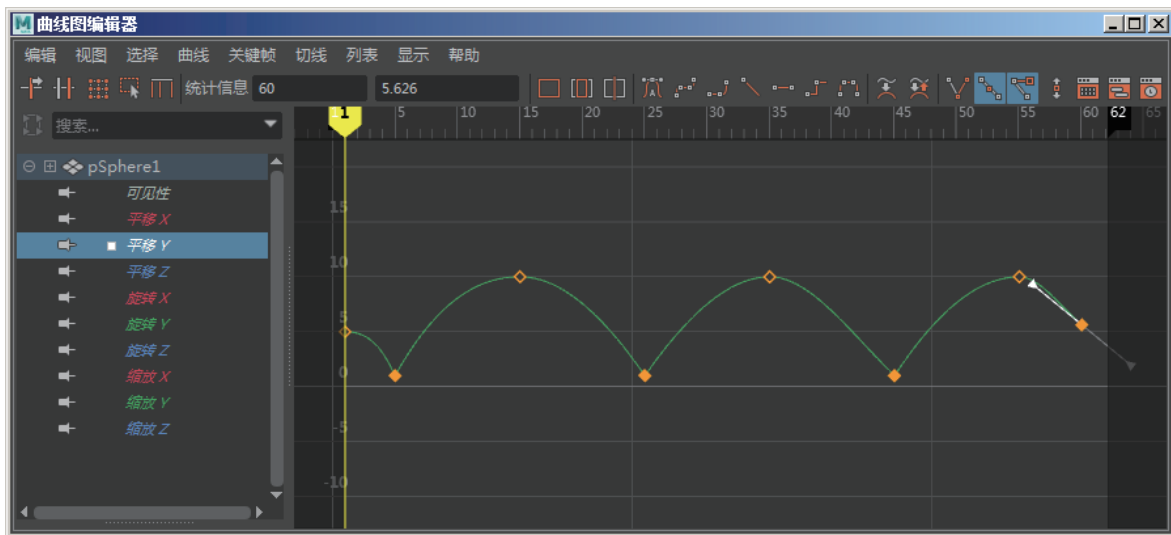 曲线图编辑器
编辑 视图 选择 曲线 关键帧 切线 列表 显示 帮助
统计信息 60 5.626
搜索...
1 5 10 15 20 25 30 35 40 45 50 55 60 62 65
pSphere1
可见性
平移 X
平移 Y
平移 Z
旋转 X
旋转 Y
旋转 Z
缩放 X
缩放 Y
缩放 Z
15
10
5
0
-5
-10